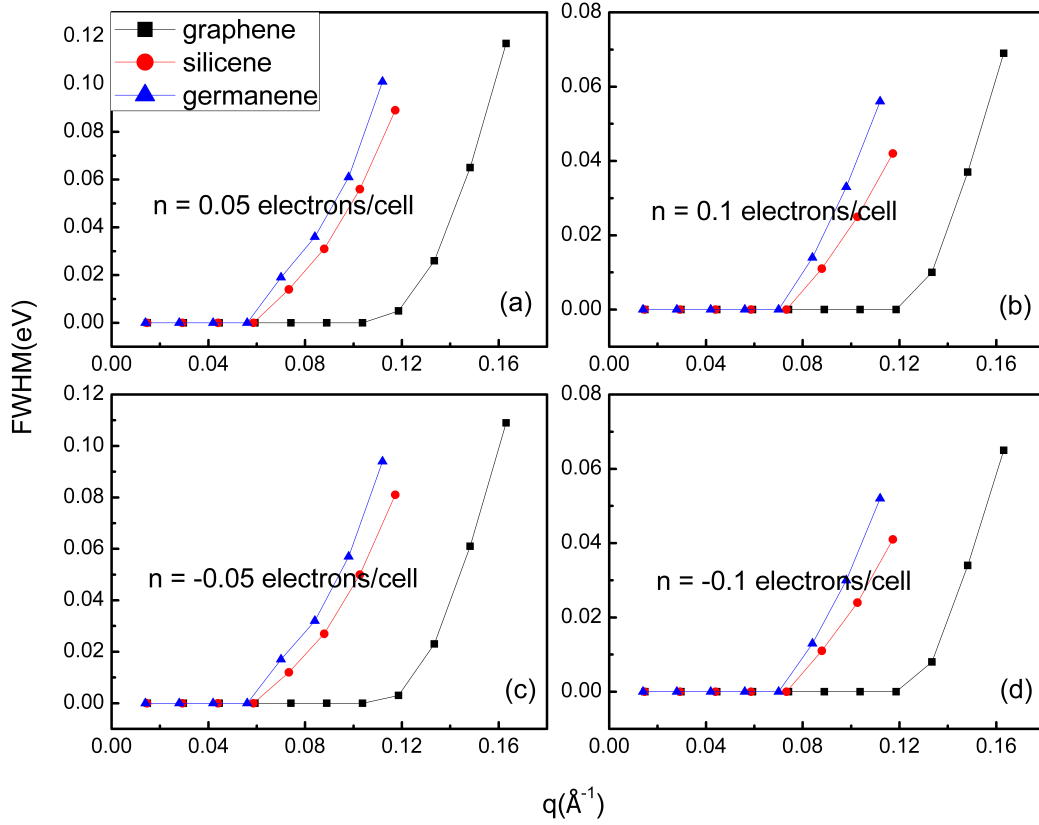 graphene
silicene
germanene
0.12
0.10
0.08
0.06
0.04
0.02
0.00
n = 0.05 electrons/cell
(a)
0.00 0.04 0.08 0.12 0.16
0.08
0.06
0.04
0.02
0.00
n = 0.1 electrons/cell
(b)
0.00 0.04 0.08 0.12 0.16
FWHM(eV)
0.12
0.10
0.08
0.06
0.04
0.02
0.00
n = -0.05 electrons/cell
(c)
0.00 0.04 0.08 0.12 0.16
0.08
0.06
0.04
0.02
0.00
n = -0.1 electrons/cell
(d)
0.00 0.04 0.08 0.12 0.16
q(Å⁻¹)